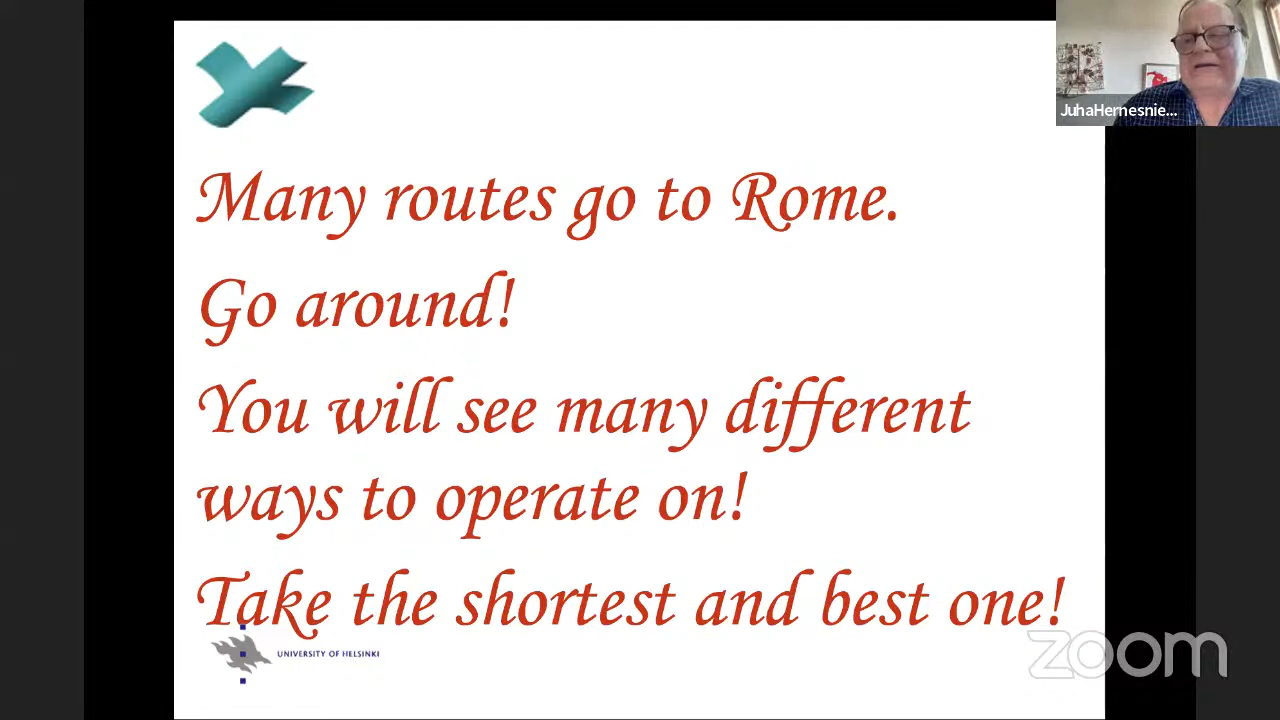 JuhaHernesnie...
Many routes go to Rome.
Go around!
You will see many different
ways to operate on!
Take the shortest and best one!
UNIVERSITY OF HELSINKI
zoom